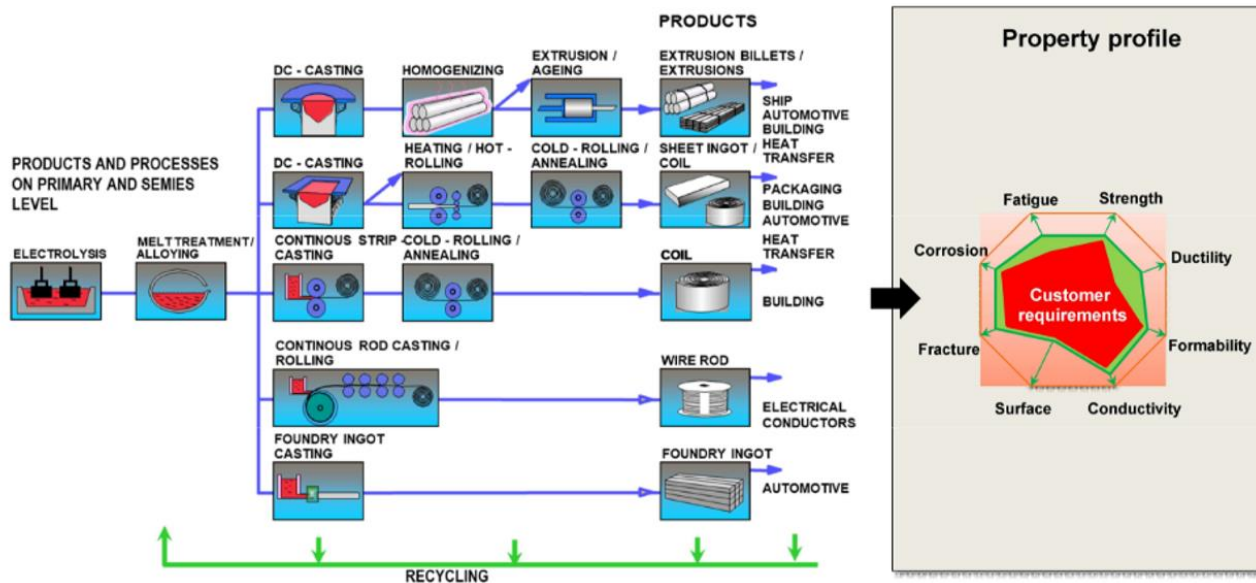 PRODUCTS
Property profile
DC - CASTING
HOMOGENIZING
EXTRUSION /
AGEING
EXTRUSION BILLETS /
EXTRUSIONS
SHIP
AUTOMOTIVE
BUILDING
HEAT
TRANSFER
PRODUCTS AND PROCESSES
ON PRIMARY AND SEMIES
LEVEL
DC - CASTING
HEATING / HOT -
ROLLING
COLD - ROLLING /
ANNEALING
SHEET INGOT /
COIL
PACKAGING
BUILDING
AUTOMOTIVE
HEAT
TRANSFER
ELECTROLYSIS
MELT TREATMENT/
ALLOYING
CONTINOUS STRIP -
CASTING
COLD - ROLLING /
ANNEALING
COIL
BUILDING
CONTINOUS ROD CASTING /
ROLLING
WIRE ROD
ELECTRICAL
CONDUCTORS
FOUNDRY INGOT
CASTING
FOUNDRY INGOT
AUTOMOTIVE
RECYCLING
Fatigue
Strength
Corrosion
Ductility
Customer
requirements
Fracture
Formability
Surface
Conductivity